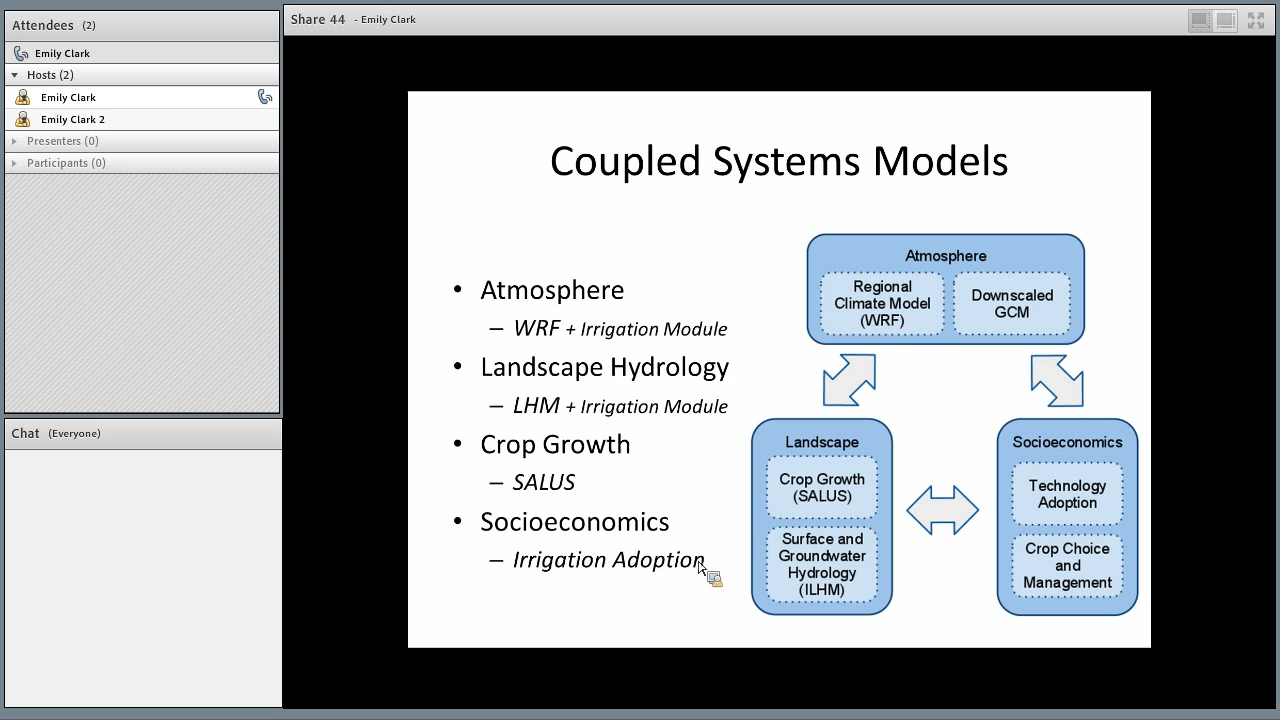 Attendees (2)
Emily Clark
Hosts (2)
Emily Clark
Emily Clark 2
Presenters (0)
Participants (0)
Chat (Everyone)
Share 44 - Emily Clark
Coupled Systems Models
• Atmosphere
– WRF + Irrigation Module
• Landscape Hydrology
– LHM + Irrigation Module
• Crop Growth
– SALUS
• Socioeconomics
– Irrigation Adoption
Atmosphere
Regional
Climate Model
(WRF)
Downscaled
GCM
Landscape
Crop Growth
(SALUS)
Surface and
Groundwater
Hydrology
(ILHM)
Socioeconomics
Technology
Adoption
Crop Choice
and
Management